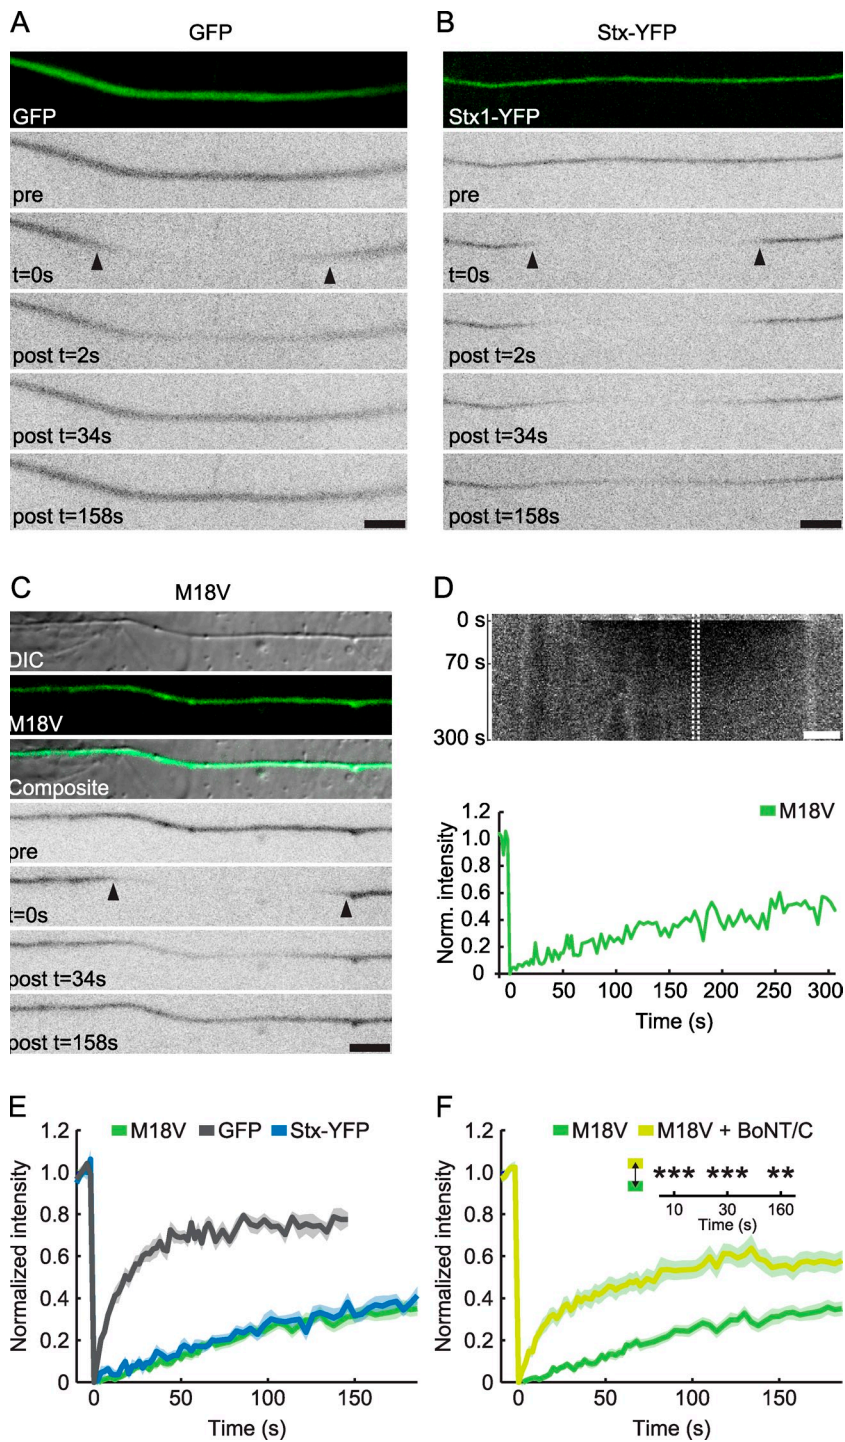 A
GFP
GFP
pre
t=0s
post t=2s
post t=34s
post t=158s
B
Stx-YFP
Stx1-YFP
pre
t=0s
post t=2s
post t=34s
post t=158s
C
M18V
DIC
M18V
Composite
pre
t=0s
post t=34s
post t=158s
D
0 s
70 s
300 s
M18V
Norm. intensity
1.2
1.0
0.8
0.6
0.4
0.2
0
0 50 100 150 200 250 300
Time (s)
E
M18V GFP Stx-YFP
Normalized intensity
1.2
1.0
0.8
0.6
0.4
0.2
0
0 50 100 150
Time (s)
F
M18V M18V + BoNT/C
*** *** **
10 30 160
Time (s)
Normalized intensity
1.2
1.0
0.8
0.6
0.4
0.2
0
0 50 100 150
Time (s)